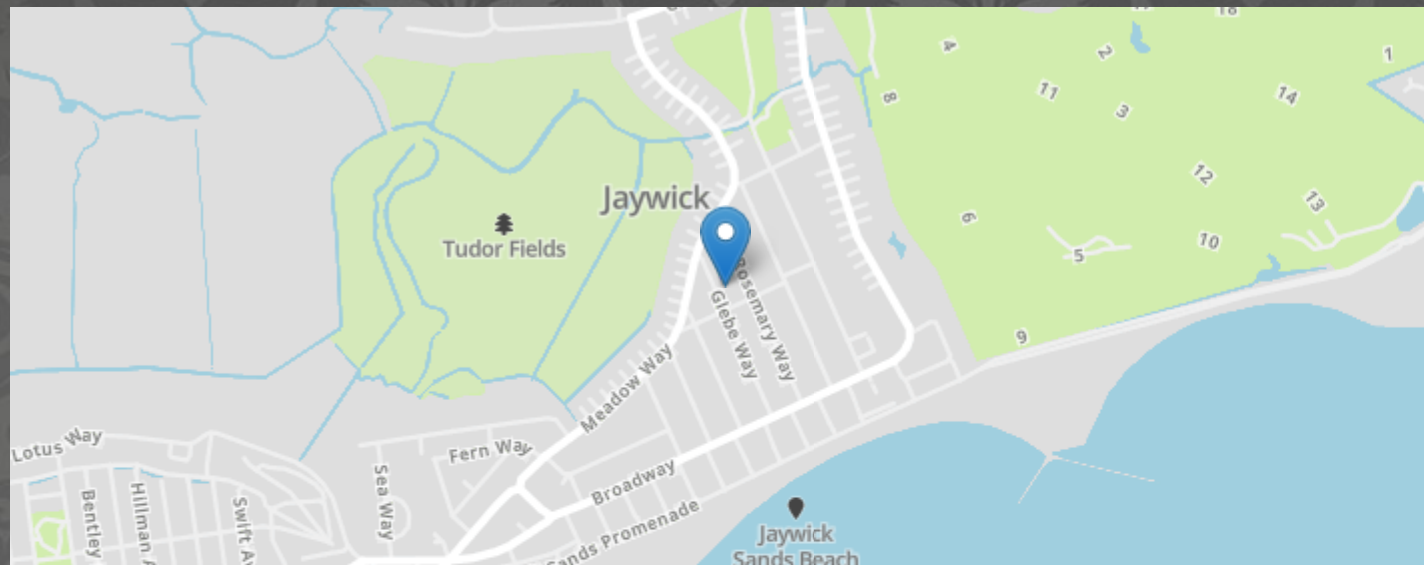 18
4
2
1
11
14
8
3
12
Jaywick
13
6
Tudor Fields
10
5
Rosemary Way
Glebe Way
9
Meadow Way
Lotus Way
Fern Way
Sea Way
Broadway
Bentley
Hillman A
Swift Av
Sands Promenade
Jaywick
Sands Beach